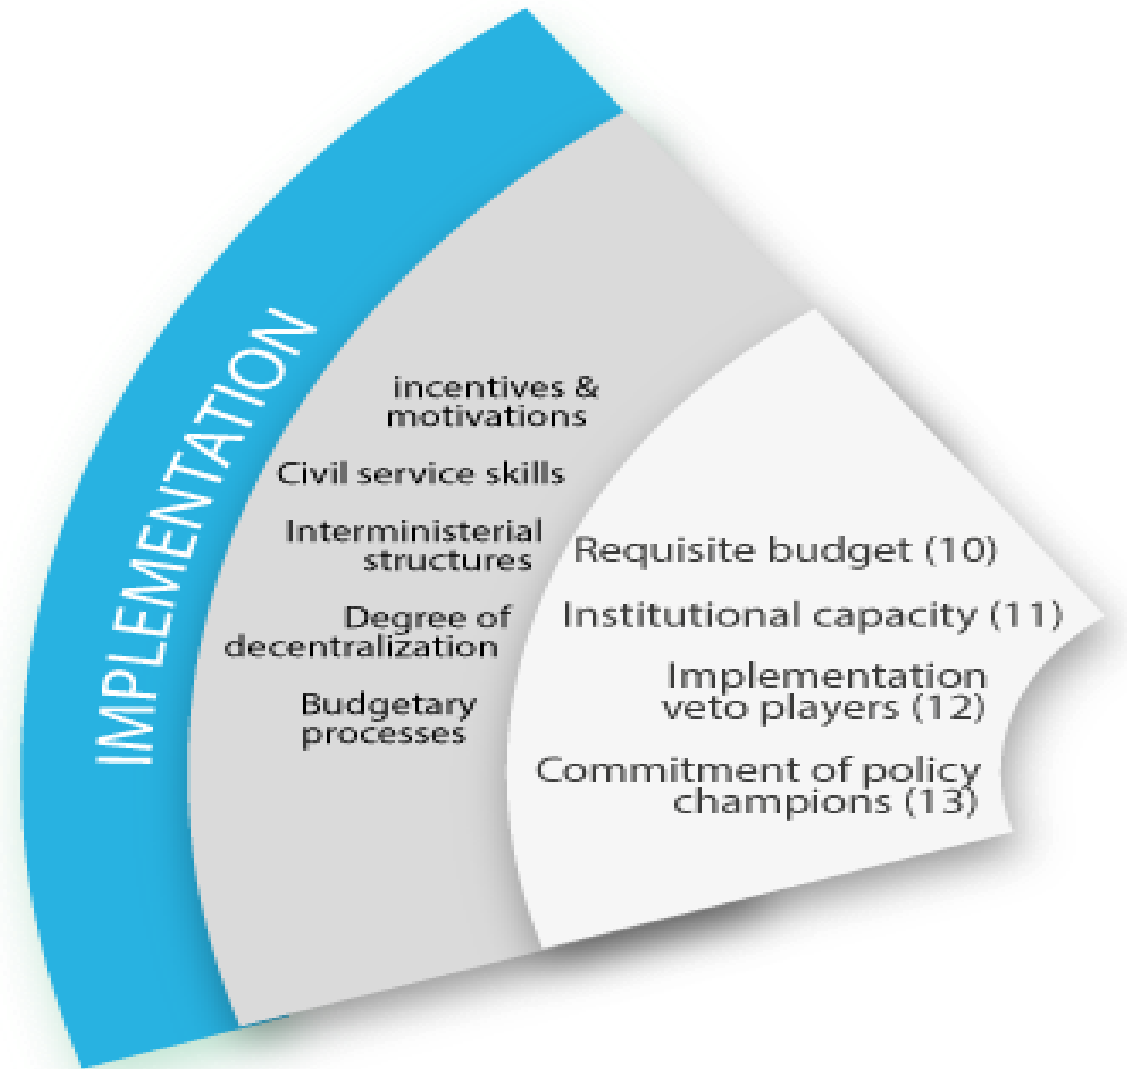 IMPLEMENTATION
incentives &
motivations
Civil service skills
Interministerial
structures
Degree of
decentralization
Budgetary
processes
Requisite budget (10)
Institutional capacity (11)
Implementation
veto players (12)
Commitment of policy
champions (13)